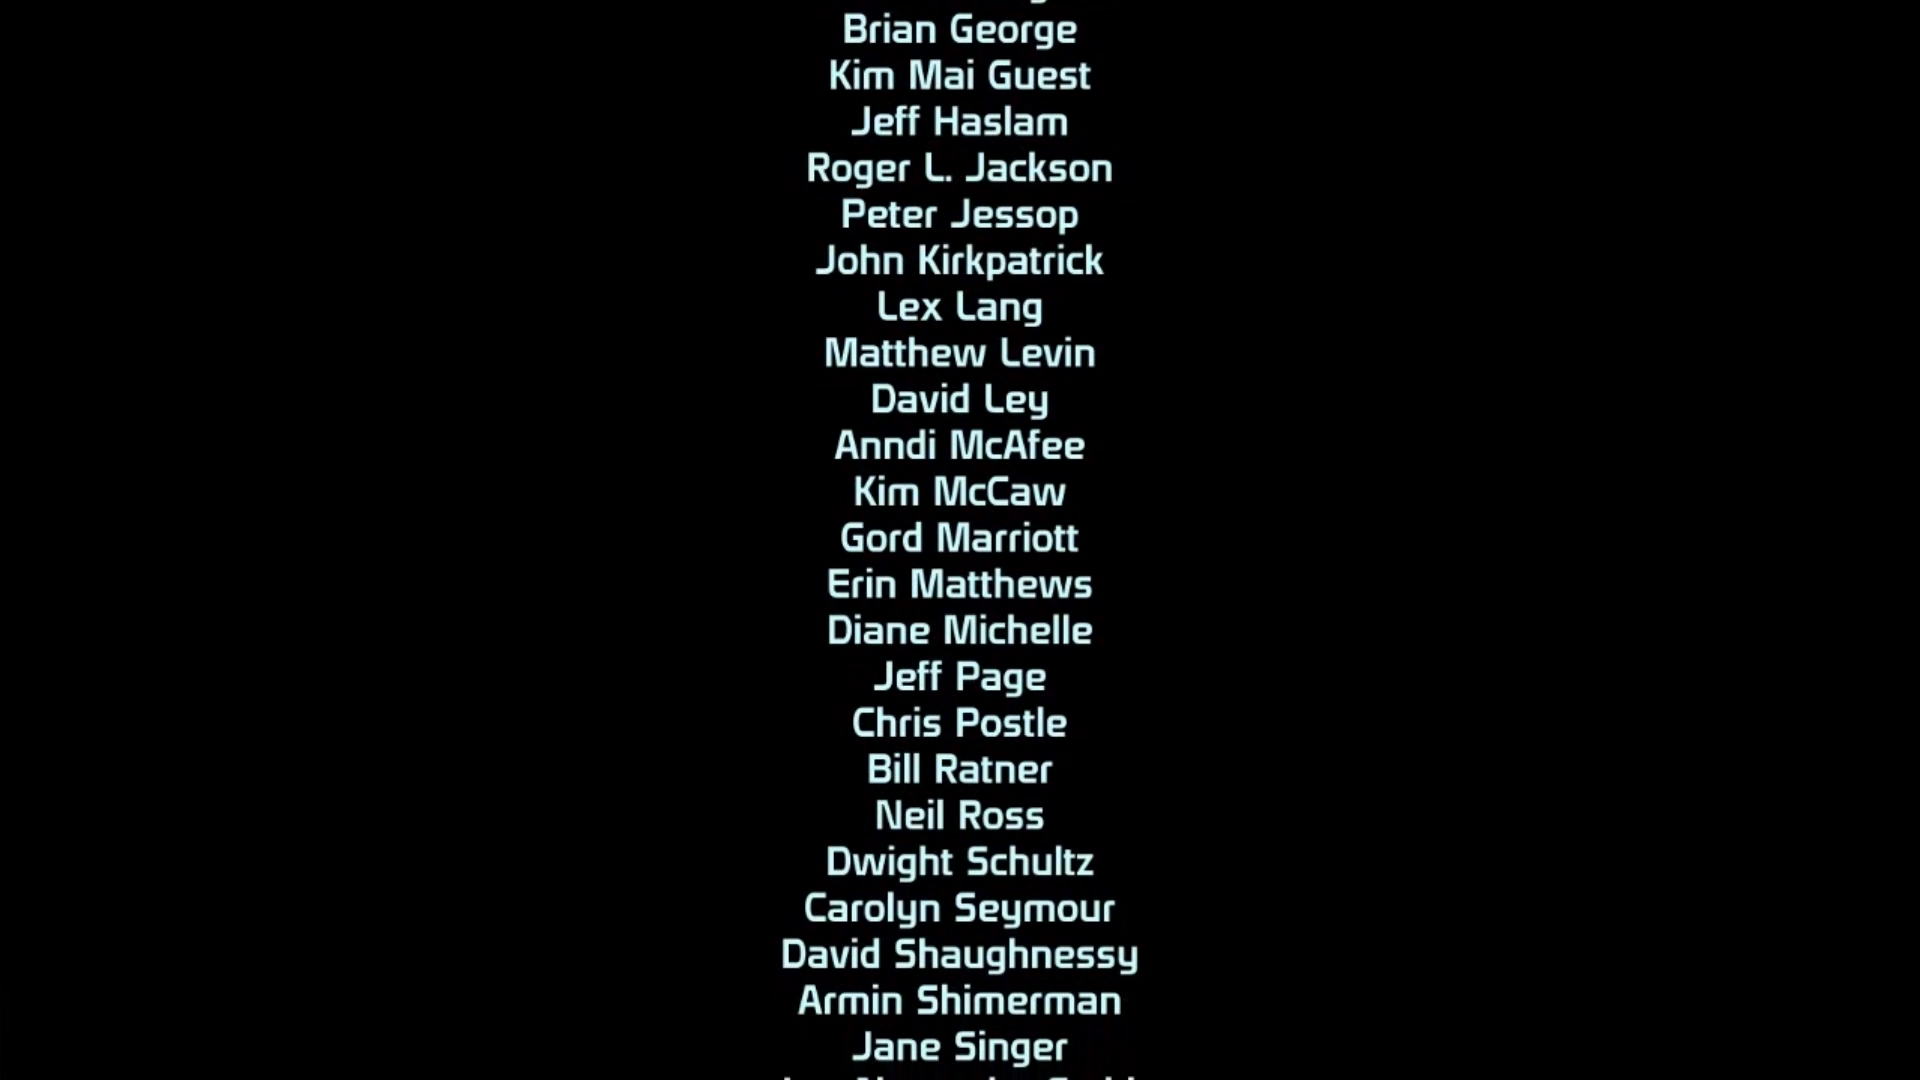 Brian George
Kim Mai Guest
Jeff Haslam
Roger L. Jackson
Peter Jessop
John Kirkpatrick
Lex Lang
Matthew Levin
David Ley
Anndi McAfee
Kim McCaw
Gord Marriott
Erin Matthews
Diane Michelle
Jeff Page
Chris Postle
Bill Ratner
Neil Ross
Dwight Schultz
Carolyn Seymour
David Shaughnessy
Armin Shimerman
Jane Singer